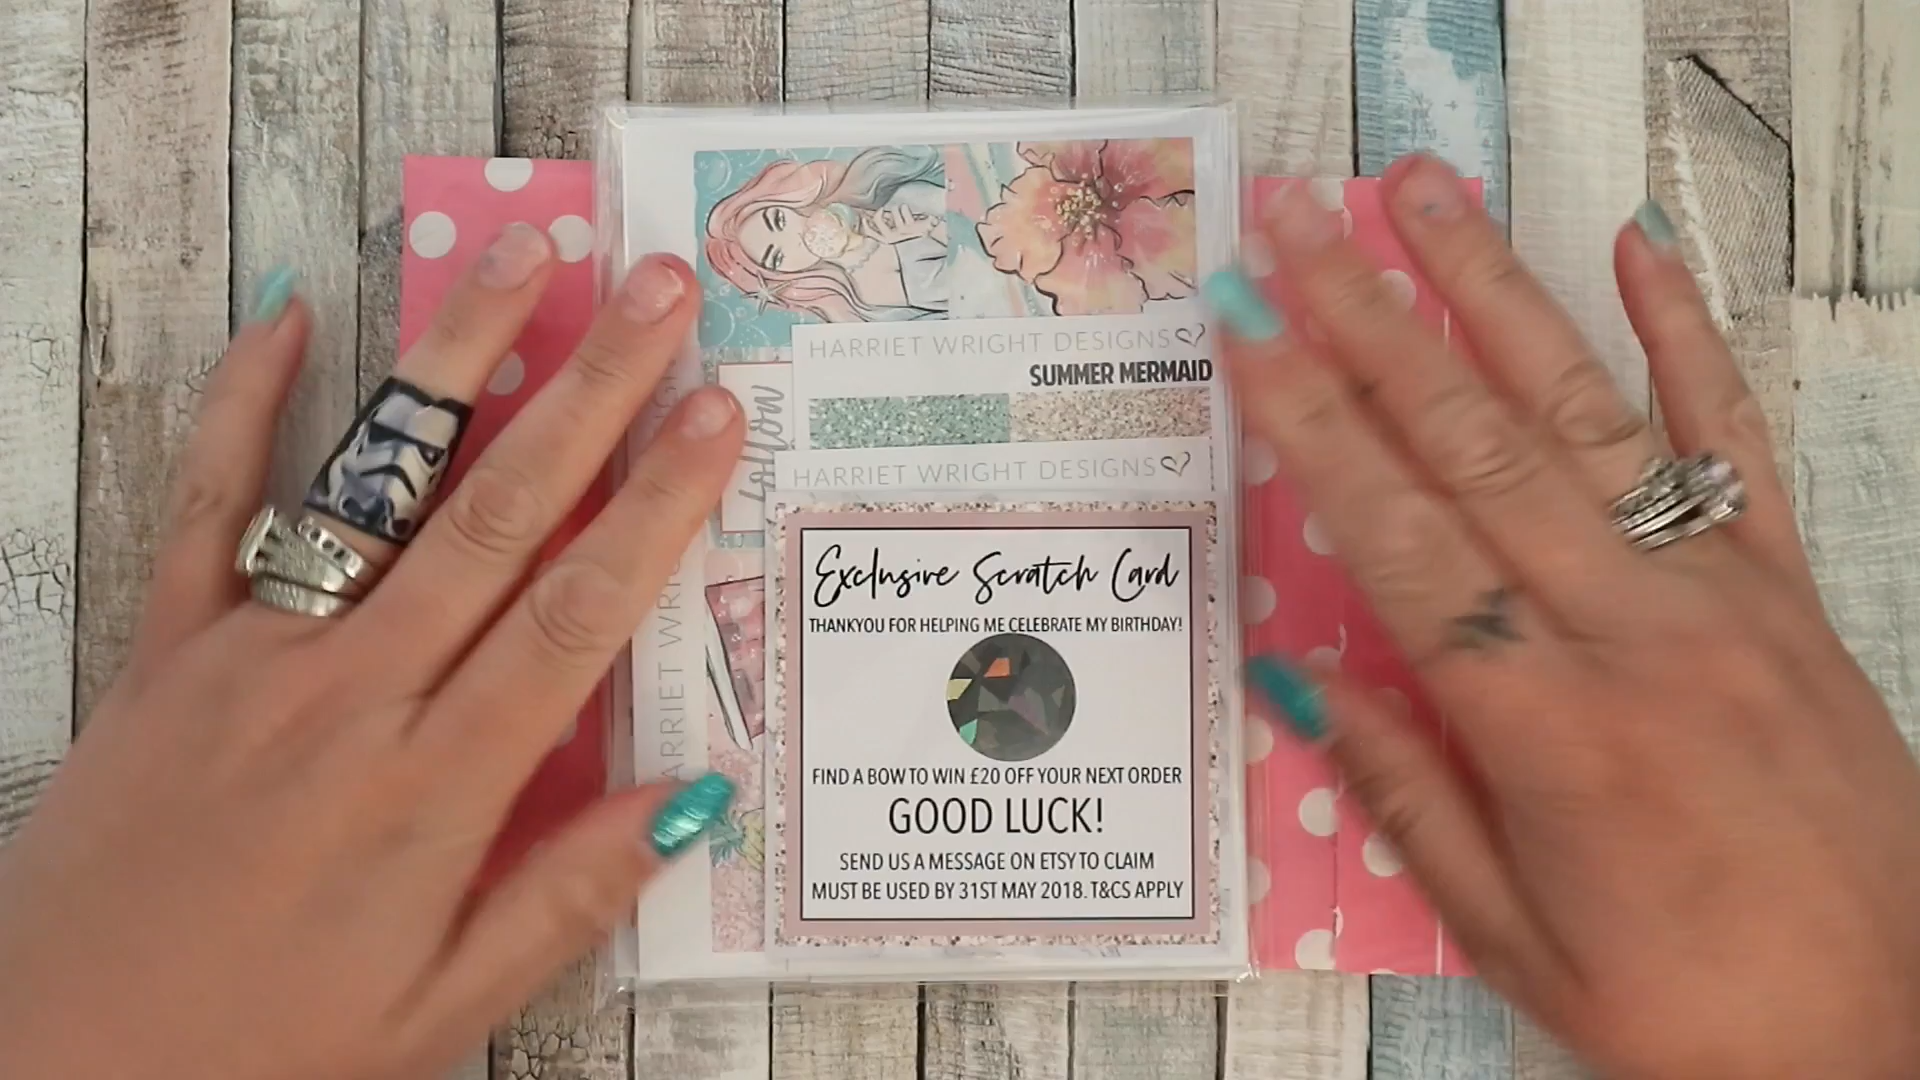 HARRIET WRIGHT DESIGNS
SUMMER MERMAID
follow
HARRIET WRIGHT DESIGNS
Exclusive Scratch Card
THANKYOU FOR HELPING ME CELEBRATE MY BIRTHDAY!
FIND A BOW TO WIN £20 OFF YOUR NEXT ORDER
GOOD LUCK!
SEND US A MESSAGE ON ETSY TO CLAIM
MUST BE USED BY 31ST MAY 2018. T&CS APPLY